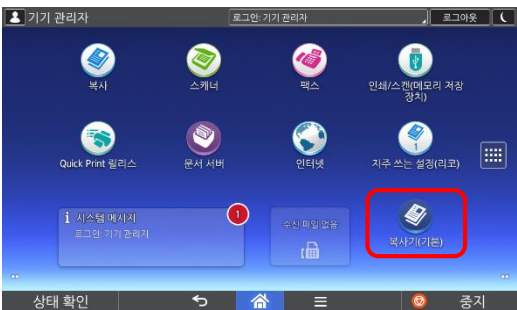 기기 관리자
로그인: 기기 관리자
로그아웃
복사
스캐너
팩스
인쇄/스캔(메모리 저장
장치)
Quick Print 릴리스
문서 서버
인터넷
1
자주 쓰는 설정(리코)
i 시스템 메시지
1
로그인: 기기 관리자
수신 파일 없음
복사기(기본)
상태 확인
중지